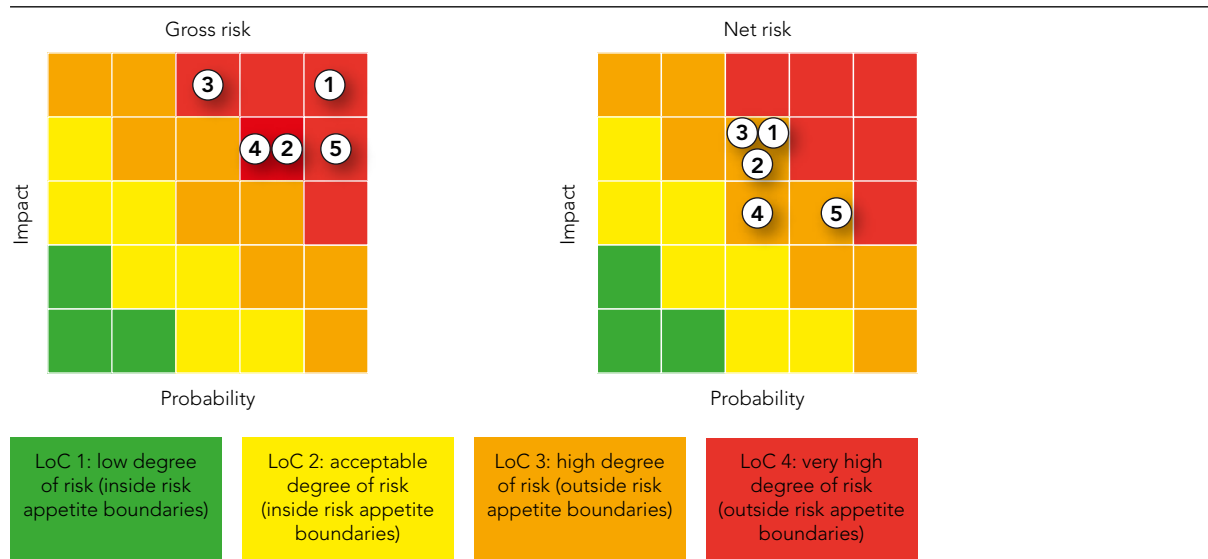 Gross risk
Net risk
3
1
4
2
5
3
1
2
4
5
Impact
Impact
Probability
Probability
LoC 1: low degree
of risk (inside risk
appetite boundaries)
LoC 2: acceptable
degree of risk
(inside risk appetite
boundaries)
LoC 3: high degree
of risk (outside risk
appetite boundaries)
LoC 4: very high
degree of risk
(outside risk appetite
boundaries)